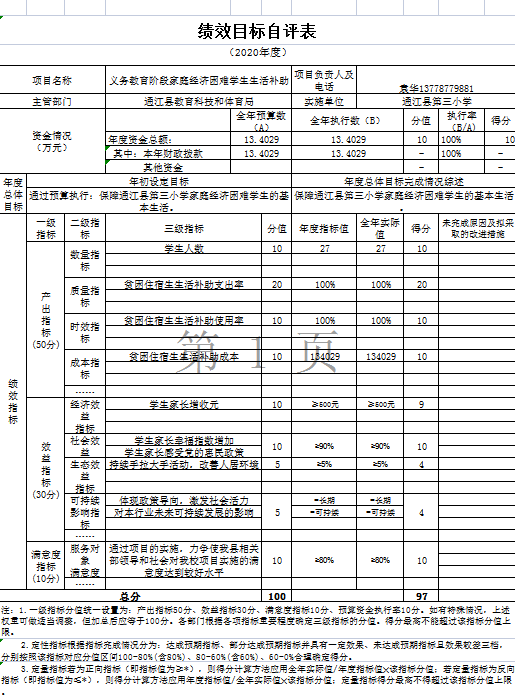 绩效目标自评表
（2020年度）
项目名称 义务教育阶段家庭经济困难学生生活补助 项目负责人及电话 袁华13778779881
主管部门 通江县教育科技和体育局 实施单位 通江县第三小学
资金情况（万元） 全年预算数（A） 全年执行数（B） 分值 执行率（B/A) 得分
年度资金总额： 13.4029 13.4029 10 100% 10
其中：本年财政拨款 13.4029 13.4029 - 100% -
其他资金 - -
年度总体目标 年初设定目标 年度总体目标完成情况综述
通过预算执行：保障通江县第三小学家庭经济困难学生的基本生活。 保障通江县第三小学家庭经济困难学生的基本生活。
绩效指标 一级指标 二级指标 三级指标 分值 年度指标值 全年实际值 得分 未完成原因及拟采取的改进措施
产出指标（50分） 数量指标 学生人数 10 27 27 10
质量指标 贫困住宿生生活补助支出率 20 100% 100% 20
时效指标 贫困住宿生生活补助使用率 10 100% 100% 10
成本指标 贫困住宿生生活补助成本 10 134029 134029 10
……
第 1 页
效益指标（30分） 经济效益指标 学生家长增收元 10 ≥500元 ≥500元 9
社会效益指标 学生家长幸福指数增加 10 ≥90% ≥90% 10
学生家长感受党的惠民政策
生态效益指标 持续手拉大手活动，改善人居环境 5 ≥5% ≥5% 4
可持续影响指标 体现政策导向，激发社会活力 5 =长期 =长期 4
对本行业未来可持续发展的影响 =可持续 =可持续
……
满意度指标（10分） 服务对象满意度 通过项目的实施，力争使我县相关部领导和社会对我校项目实施的满意度达到较好水平 10 ≥80% ≥80% 10
……
总分 100 97
注：1.一级指标分值统一设置为：产出指标50分、效益指标30分、满意度指标10分、预算资金执行率10分。如有特殊情况，上述
权重可做适当调整，但加总后应等于100分。各部门根据各项指标重要程度确定三级指标的分值。得分最高不能超过该指标分值上
限。
2.定性指标根据指标完成情况分为：达成预期指标、部分达成预期指标并具有一定效果、未达成预期指标且效果较差三档，
分别按照该指标对应分值区间100-80%(含80%)、80-60%(含60%)、60-0%合理确定得分。
3.定量指标若为正向指标（即指标值为≥*），则得分计算方法应用全年实际值/年度指标值×该指标分值；若定量指标为反向
指标（即指标值为≤*），则得分计算方法应用年度指标值/全年实际值×该指标分值；定量指标得分最高不得超过该指标分值上限
。